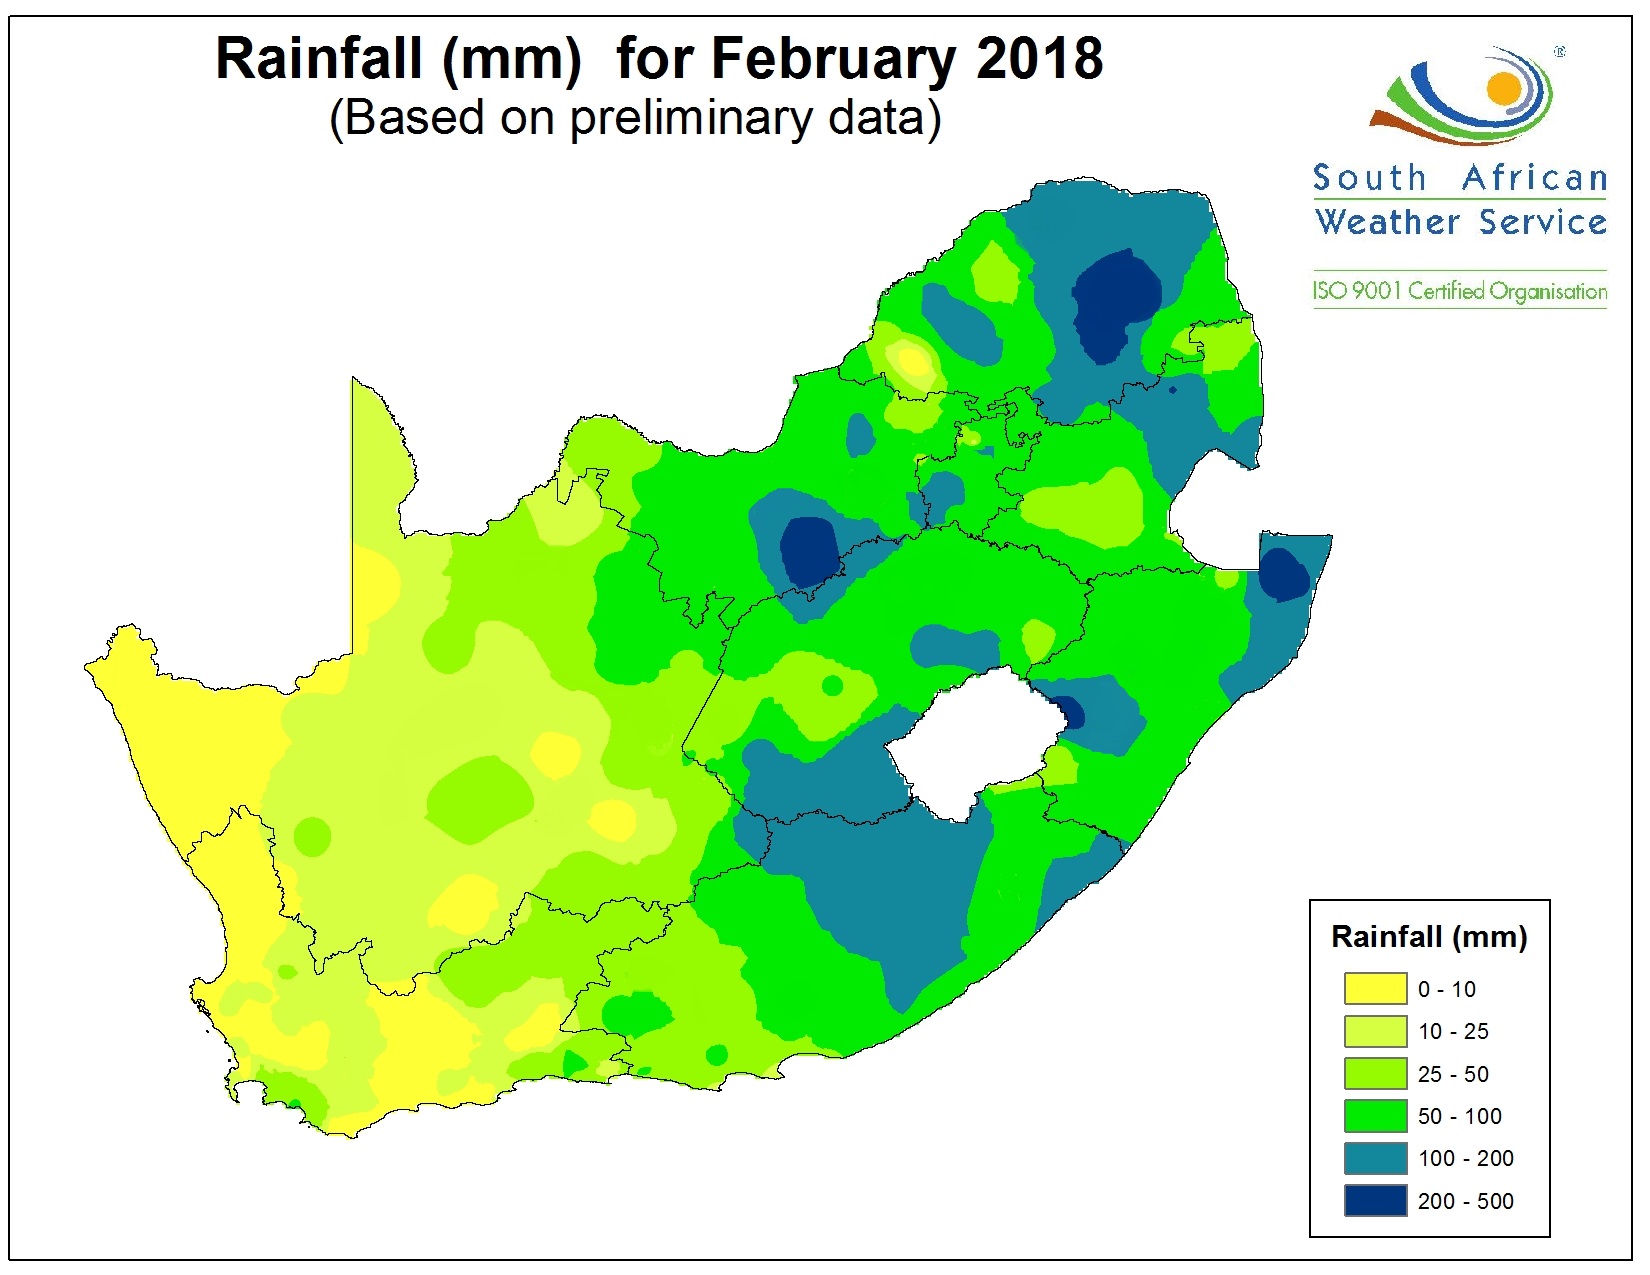 Rainfall (mm) for February 2018
(Based on preliminary data)
®
South African
Weather Service
ISO 9001 Certified Organisation
Rainfall (mm)
0 - 10
10 - 25
25 - 50
50 - 100
100 - 200
200 - 500